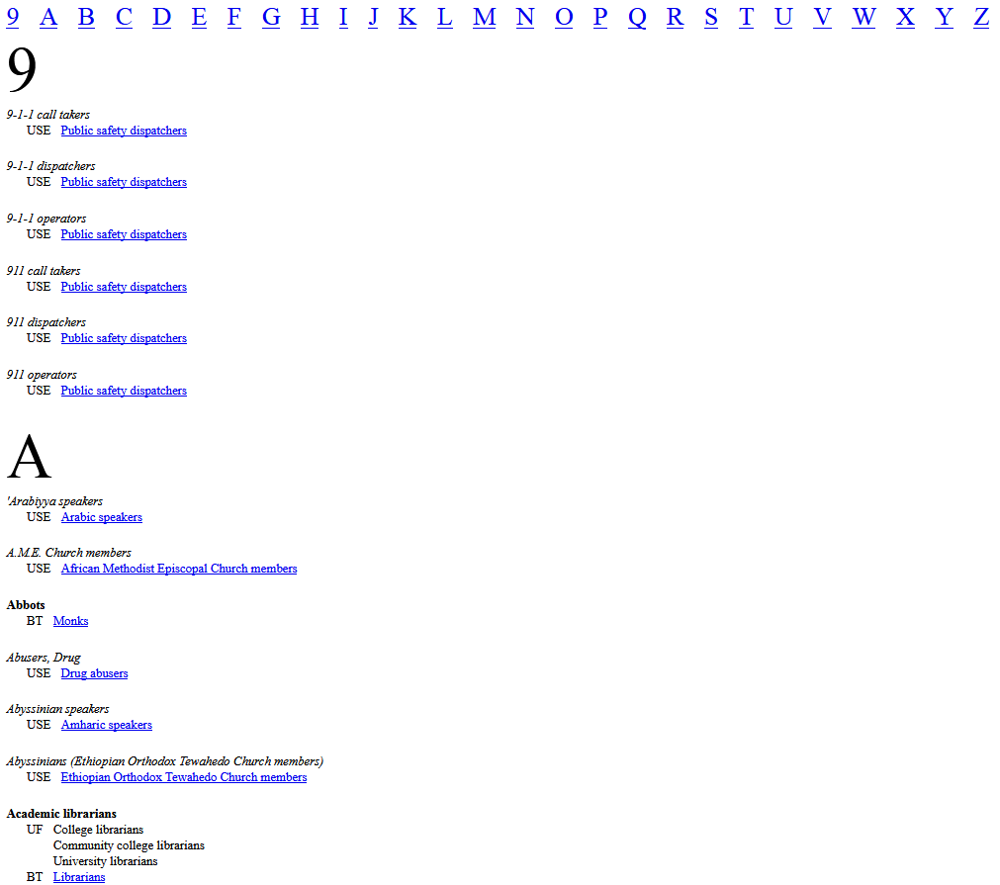 9 A B C D E F G H I J K L M N O P Q R S T U V W X Y Z
9
9-1-1 call takers
USE Public safety dispatchers
9-1-1 dispatchers
USE Public safety dispatchers
9-1-1 operators
USE Public safety dispatchers
911 call takers
USE Public safety dispatchers
911 dispatchers
USE Public safety dispatchers
911 operators
USE Public safety dispatchers
A
'Arabiyya speakers
USE Arabic speakers
A.M.E. Church members
USE African Methodist Episcopal Church members
Abbots
BT Monks
Abusers, Drug
USE Drug abusers
Abyssinian speakers
USE Amharic speakers
Abyssinians (Ethiopian Orthodox Tewahedo Church members)
USE Ethiopian Orthodox Tewahedo Church members
Academic librarians
UF College librarians
Community college librarians
University librarians
BT Librarians